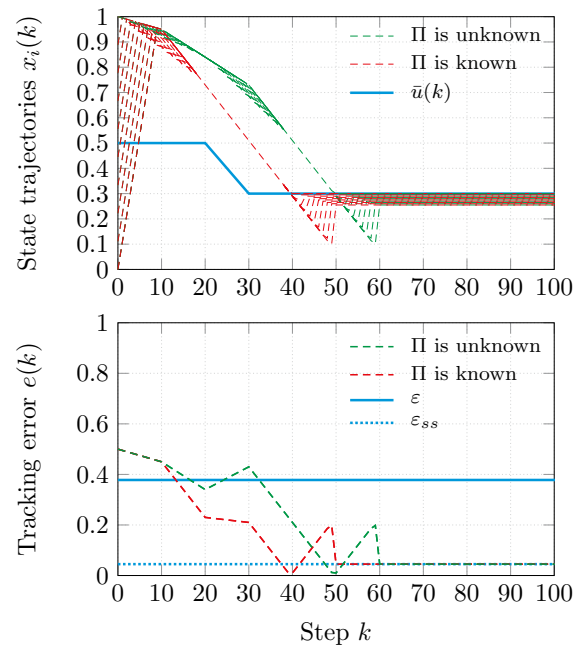 State trajectories x_i(k)
1
0.9
0.8
0.7
0.6
0.5
0.4
0.3
0.2
0.1
0
0 10 20 30 40 50 60 70 80 90 100
Π is unknown
Π is known
ū(k)
Tracking error e(k)
1
0.8
0.6
0.4
0.2
0
0 10 20 30 40 50 60 70 80 90 100
Π is unknown
Π is known
ε
ε_{ss}
Step k